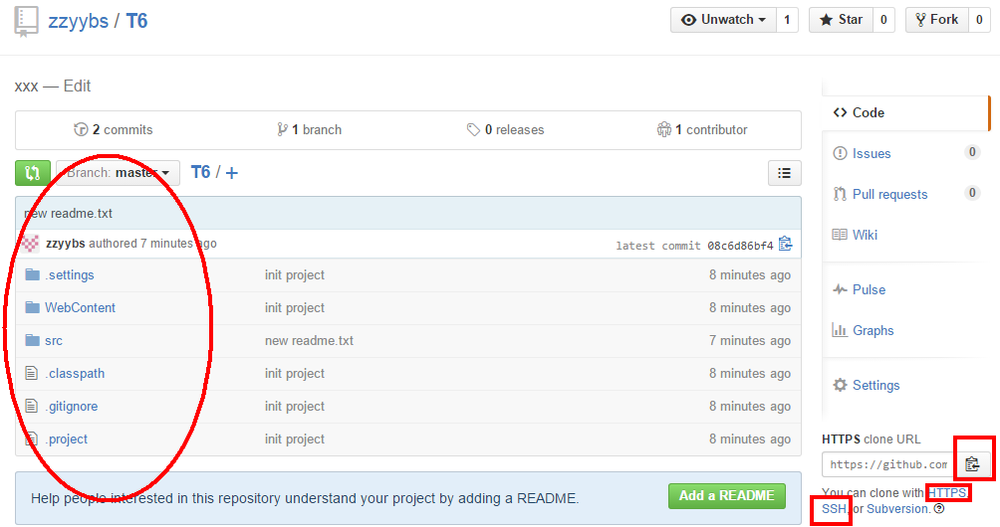 zzyybs / T6
Unwatch 1 Star 0 Fork 0
xxx — Edit
2 commits 1 branch 0 releases 1 contributor
Branch: master T6 / +
new readme.txt
zzyybs authored 7 minutes ago latest commit 08c6d86bf4
.settings init project 8 minutes ago
WebContent init project 8 minutes ago
src new readme.txt 7 minutes ago
.classpath init project 8 minutes ago
.gitignore init project 8 minutes ago
.project init project 8 minutes ago
Help people interested in this repository understand your project by adding a README. Add a README
Code
Issues 0
Pull requests 0
Wiki
Pulse
Graphs
Settings
HTTPS clone URL
https://github.com
You can clone with HTTPS,
SSH, or Subversion.